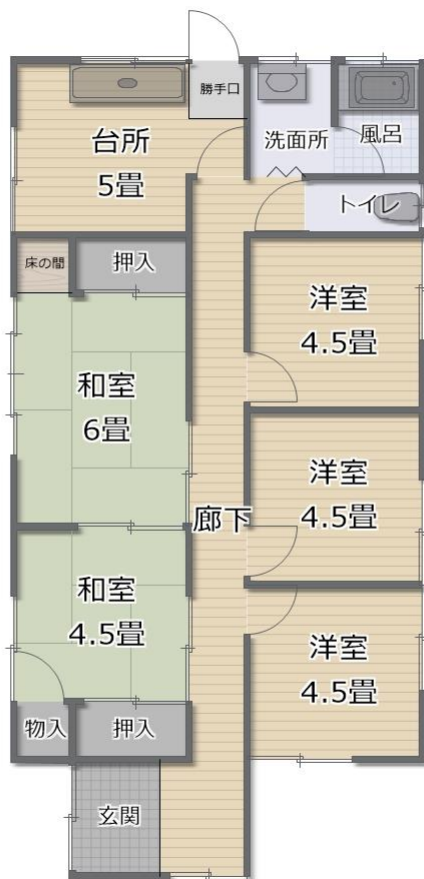 勝手口
台所
5畳
洗面所
風呂
トイレ
床の間
押入
洋室
4.5畳
和室
6畳
洋室
4.5畳
廊下
和室
4.5畳
洋室
4.5畳
物入
押入
玄関